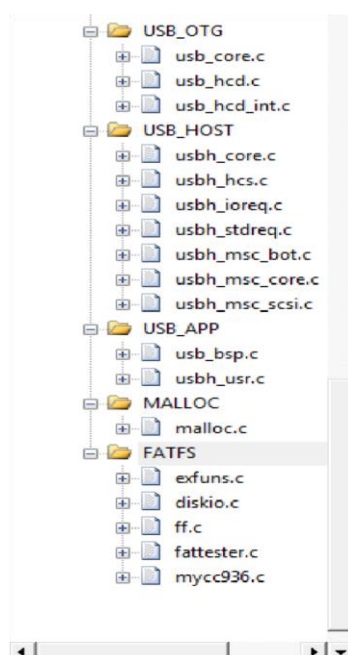 USB_OTG
usb_core.c
usb_hcd.c
usb_hcd_int.c
USB_HOST
usbh_core.c
usbh_hcs.c
usbh_ioreq.c
usbh_stdreq.c
usbh_msc_bot.c
usbh_msc_core.c
usbh_msc_scsi.c
USB_APP
usb_bsp.c
usbh_usr.c
MALLOC
malloc.c
FATFS
exfuns.c
diskio.c
ff.c
fattester.c
mycc936.c